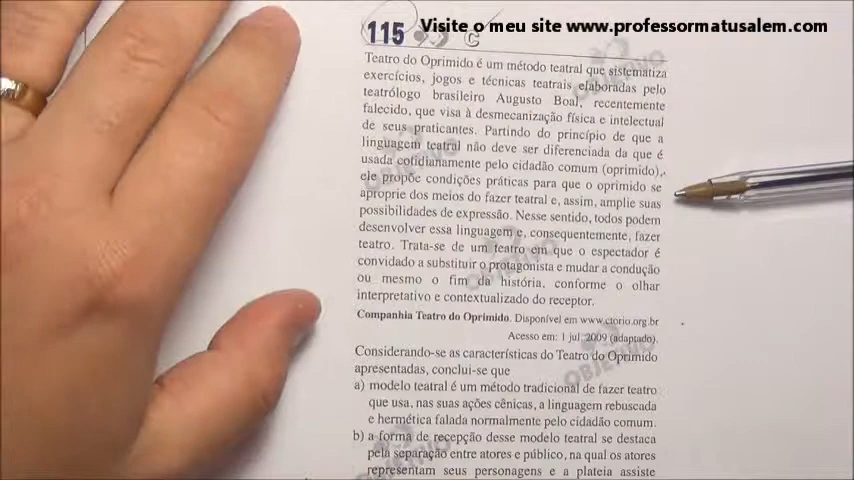 Visite o meu site www.professormatusalem.com
115
C
Teatro do Oprimido é um método teatral que sistematiza
exercícios, jogos e técnicas teatrais elaboradas pelo
teatrólogo brasileiro Augusto Boal, recentemente
falecido, que visa à desmecanização física e intelectual
de seus praticantes. Partindo do princípio de que a
linguagem teatral não deve ser diferenciada da que é
usada cotidianamente pelo cidadão comum (oprimido),
ele propõe condições práticas para que o oprimido se
aproprie dos meios do fazer teatral e, assim, amplie suas
possibilidades de expressão. Nesse sentido, todos podem
desenvolver essa linguagem e, consequentemente, fazer
teatro. Trata-se de um teatro em que o espectador é
convidado a substituir o protagonista e mudar a condução
ou mesmo o fim da história, conforme o olhar
interpretativo e contextualizado do receptor.
Companhia Teatro do Oprimido. Disponível em www.ctorio.org.br
Acesso em: 1 jul. 2009 (adaptado).
Considerando-se as características do Teatro do Oprimido
apresentadas, conclui-se que
a) modelo teatral é um método tradicional de fazer teatro
que usa, nas suas ações cênicas, a linguagem rebuscada
e hermética falada normalmente pelo cidadão comum.
b) a forma de recepção desse modelo teatral se destaca
pela separação entre atores e público, na qual os atores
representam seus personagens e a plateia assiste
OBJETIVO
OBJETIVO
OBJETIVO
OBJETIVO
OBJETIVO